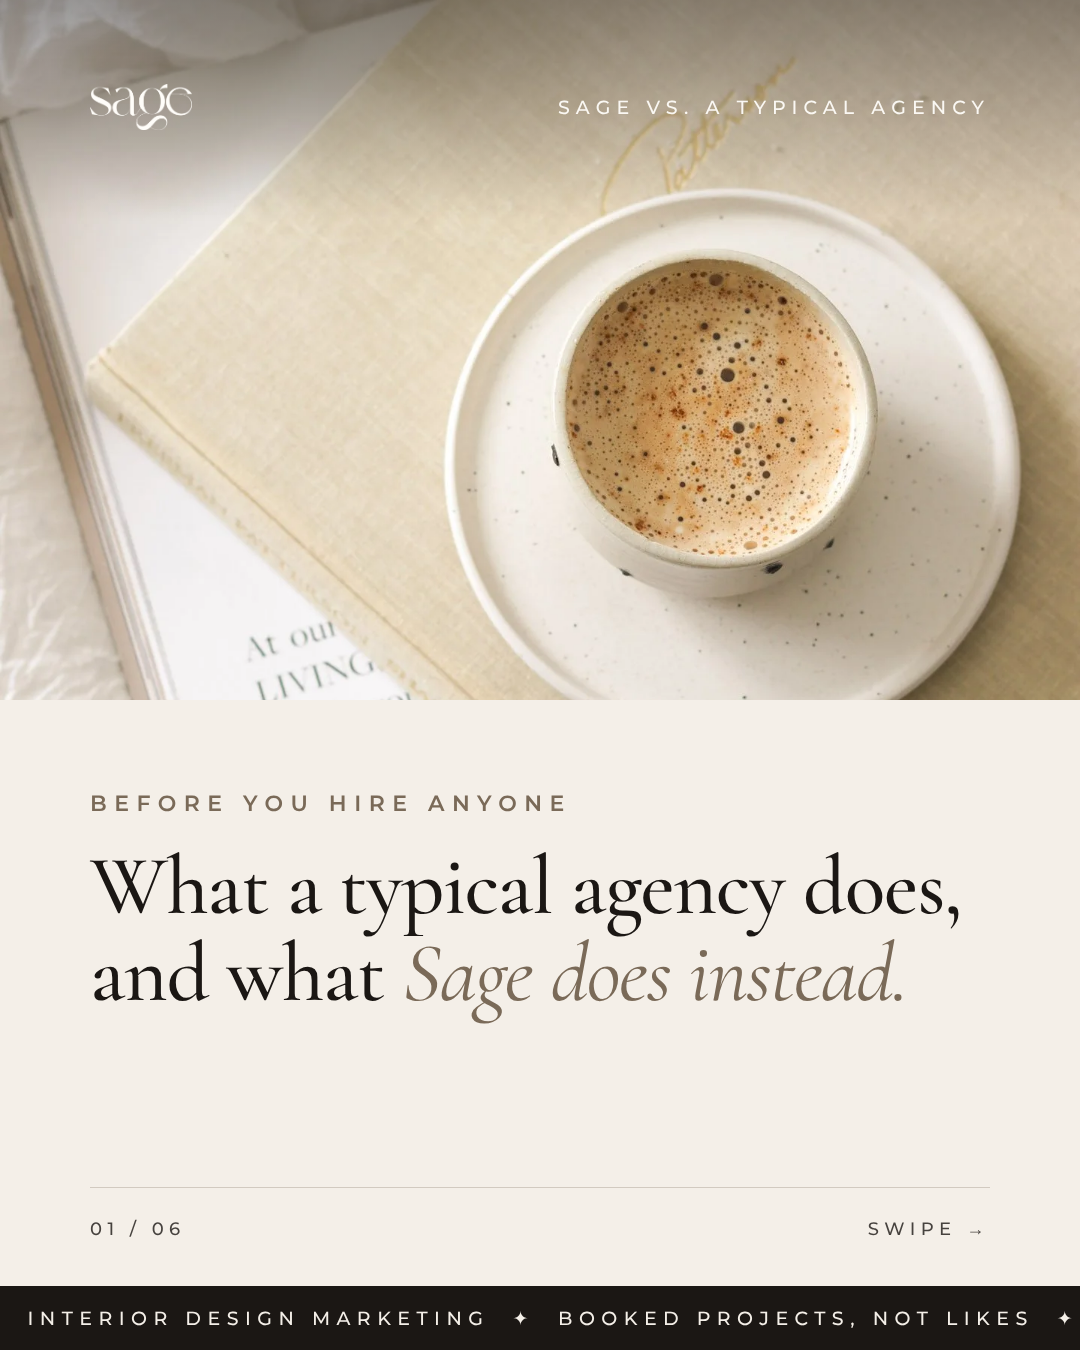 sage
SAGE VS. A TYPICAL AGENCY
Patterson
At our
LIVING
BEFORE YOU HIRE ANYONE
What a typical agency does,
and what Sage does instead.
01 / 06
SWIPE →
INTERIOR DESIGN MARKETING ✦ BOOKED PROJECTS, NOT LIKES ✦